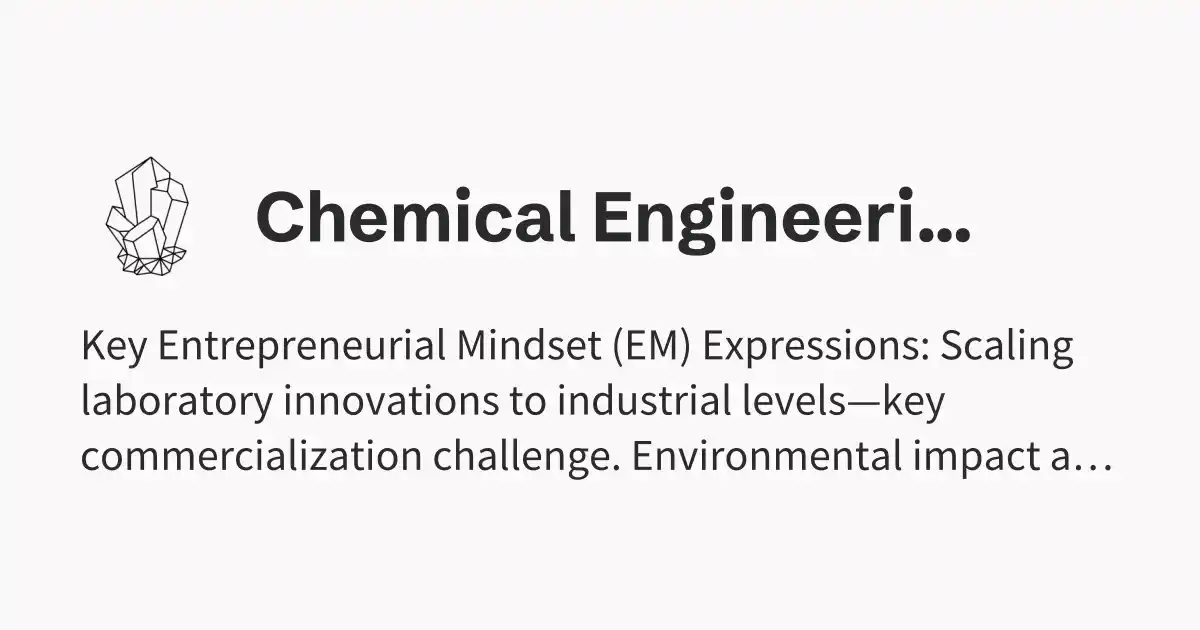 Chemical Engineeri...
Key Entrepreneurial Mindset (EM) Expressions: Scaling
laboratory innovations to industrial levels—key
commercialization challenge. Environmental impact a...